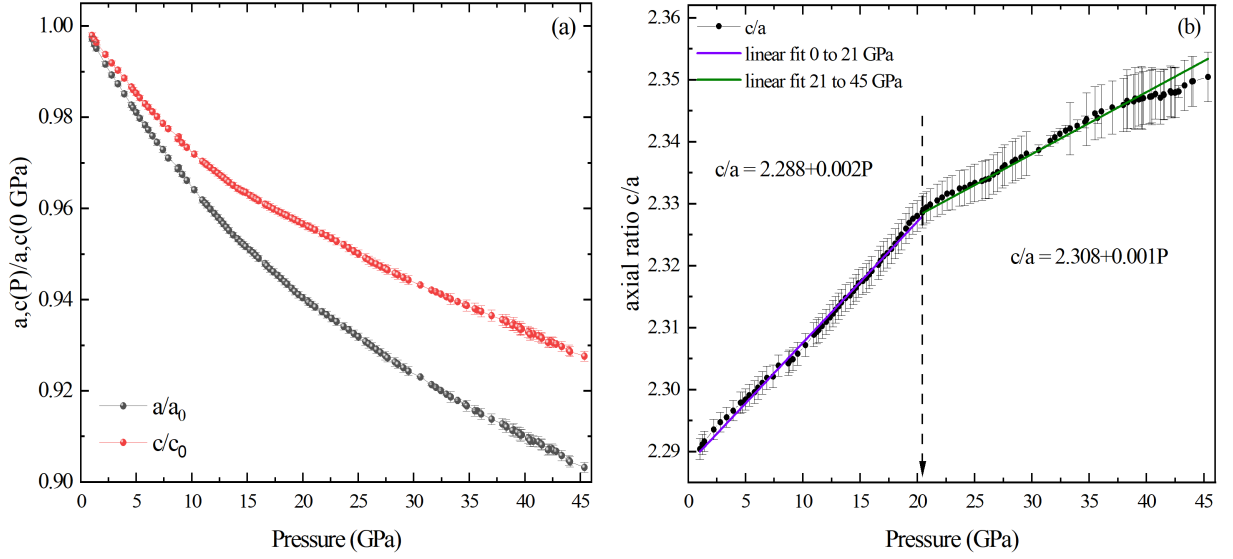 (a)
a,c(P)/a,c(0 GPa)
1.00
0.98
0.96
0.94
0.92
0.90
a/a₀
c/c₀
0 5 10 15 20 25 30 35 40 45
Pressure (GPa)
(b)
axial ratio c/a
2.36
2.35
2.34
2.33
2.32
2.31
2.30
2.29
c/a
linear fit 0 to 21 GPa
linear fit 21 to 45 GPa
c/a = 2.288+0.002P
c/a = 2.308+0.001P
0 5 10 15 20 25 30 35 40 45
Pressure (GPa)